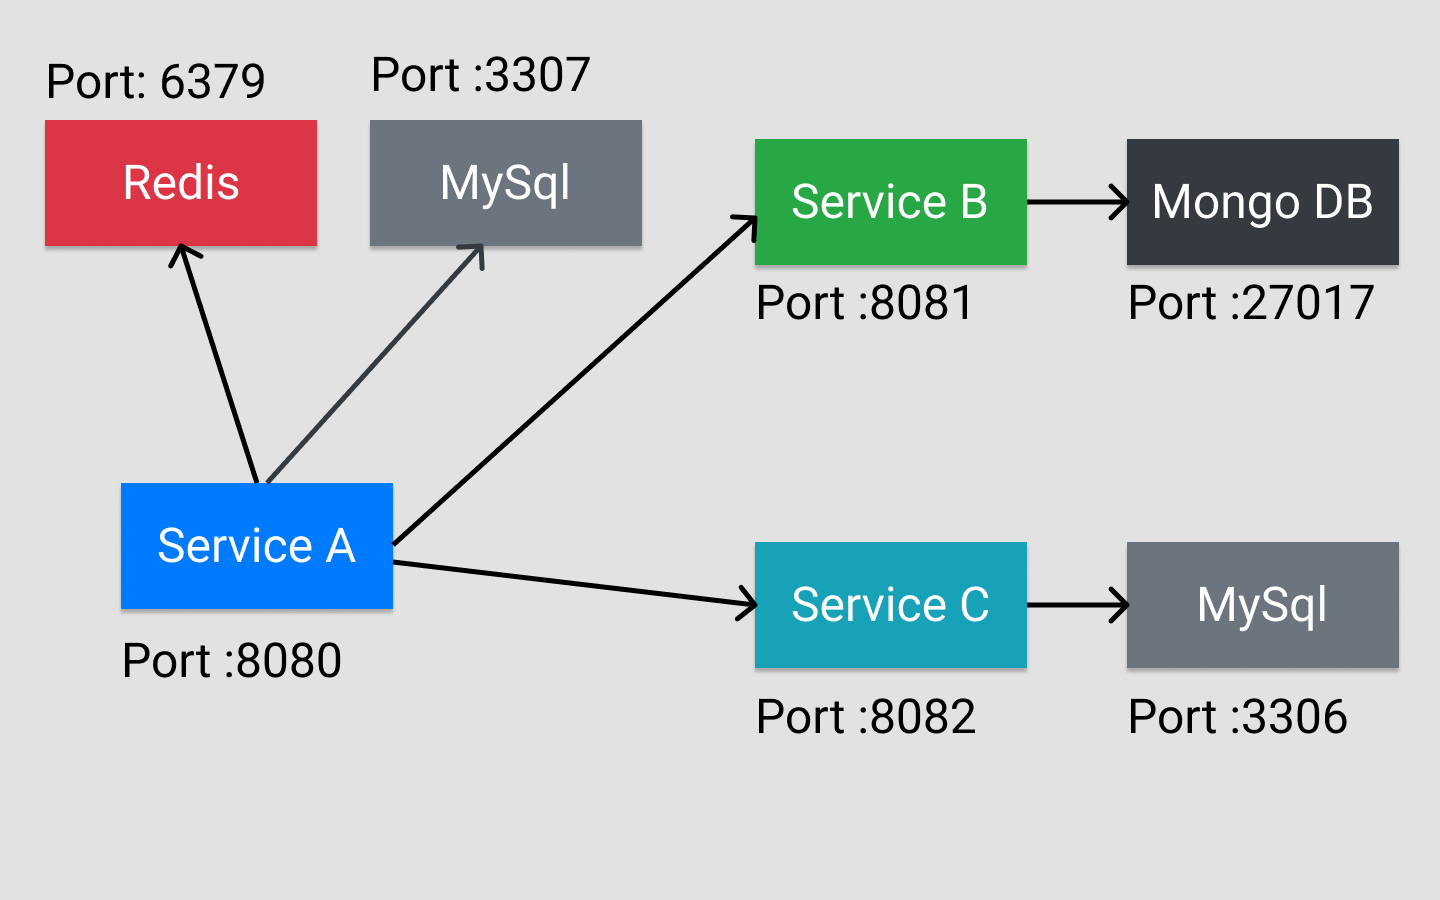 Port: 6379
Port :3307
Redis
MySql
Service B
Mongo DB
Port :8081
Port :27017
Service A
Port :8080
Service C
MySql
Port :8082
Port :3306